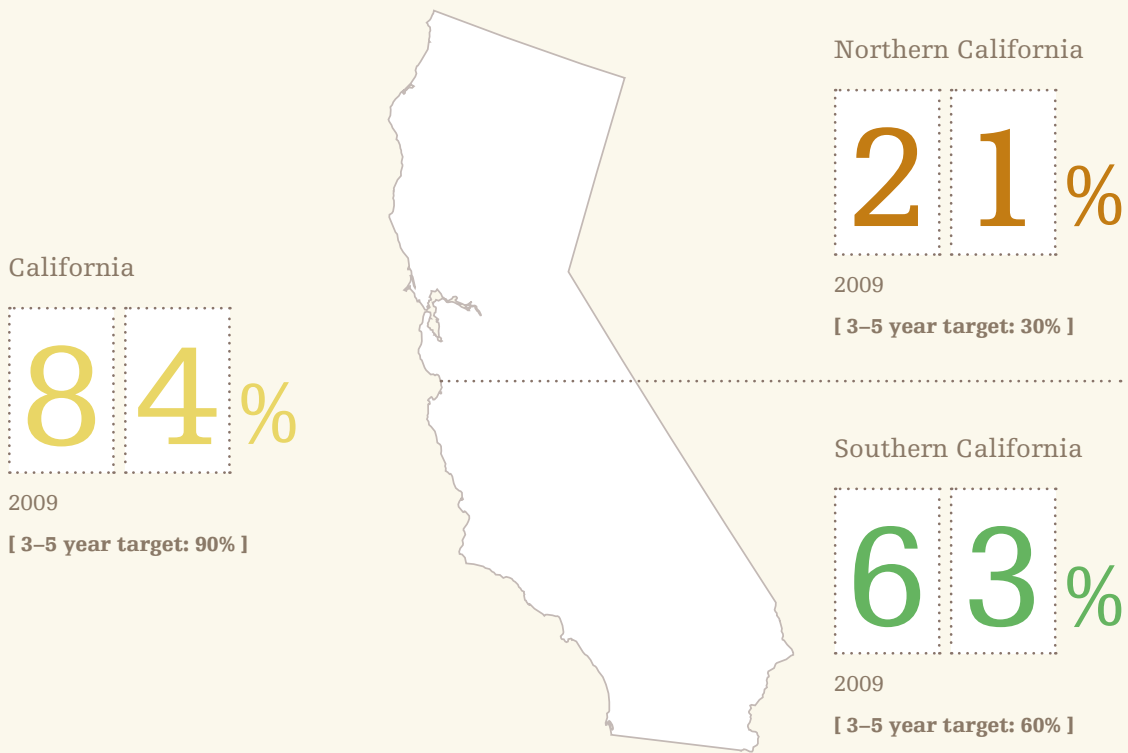 California
84%
2009
[ 3–5 year target: 90% ]
Northern California
21%
2009
[ 3–5 year target: 30% ]
Southern California
63%
2009
[ 3–5 year target: 60% ]